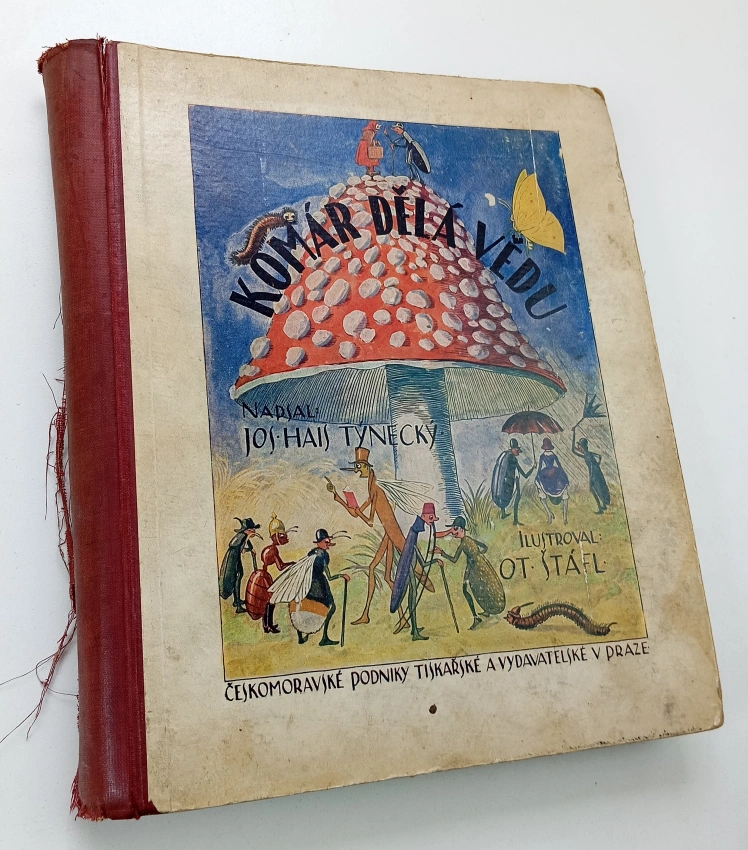 KOMÁR DĚLÁ VĚDU
NAPSAL:
JOS·HAIS TÝNECKÝ·
ILUSTROVAL:
OT·ŠTÁFL·
ČESKOMORAVSKÉ PODNIKY TISKAŘSKÉ A VYDAVATELSKÉ V PRAZE·